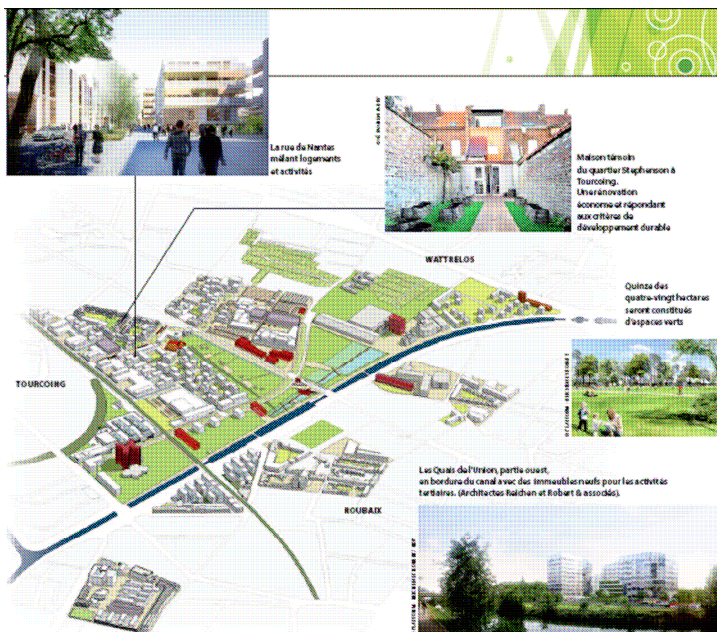 La rue de Nantes
mêlant logements
et activités
Maison témoin
du quartier Stephenson à
Tourcoing.
Une rénovation
économe et répondant
aux critères de
développement durable
WATTRELOS
Quinze des
quatre-vingt hectares
seront constitués
d'espaces verts
TOURCOING
Les Quais de l'Union, partie ouest,
en bordure du canal avec des immeubles neufs pour les activités
tertiaires. (Architectes Reichen et Robert & associés).
ROUBAIX